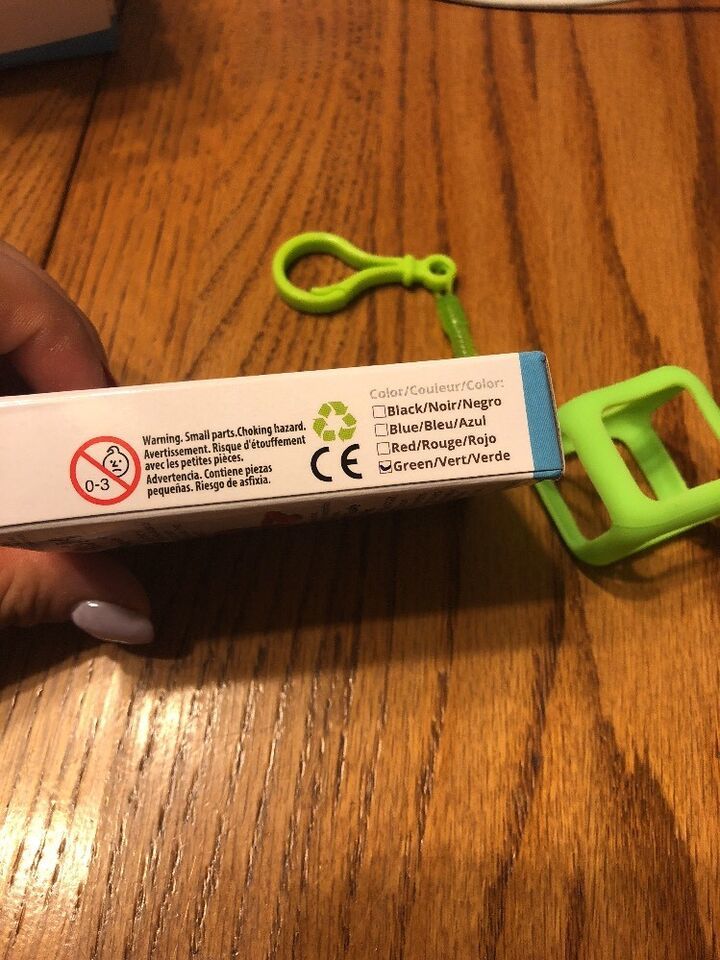 0-3
Warning. Small parts.Choking hazard.
Avertissement. Risque d'étouffement
avec les petites pièces.
Advertencia. Contiene piezas
pequeñas. Riesgo de asfixia.
CE
Color/Couleur/Color:
Black/Noir/Negro
Blue/Bleu/Azul
Red/Rouge/Rojo
Green/Vert/Verde